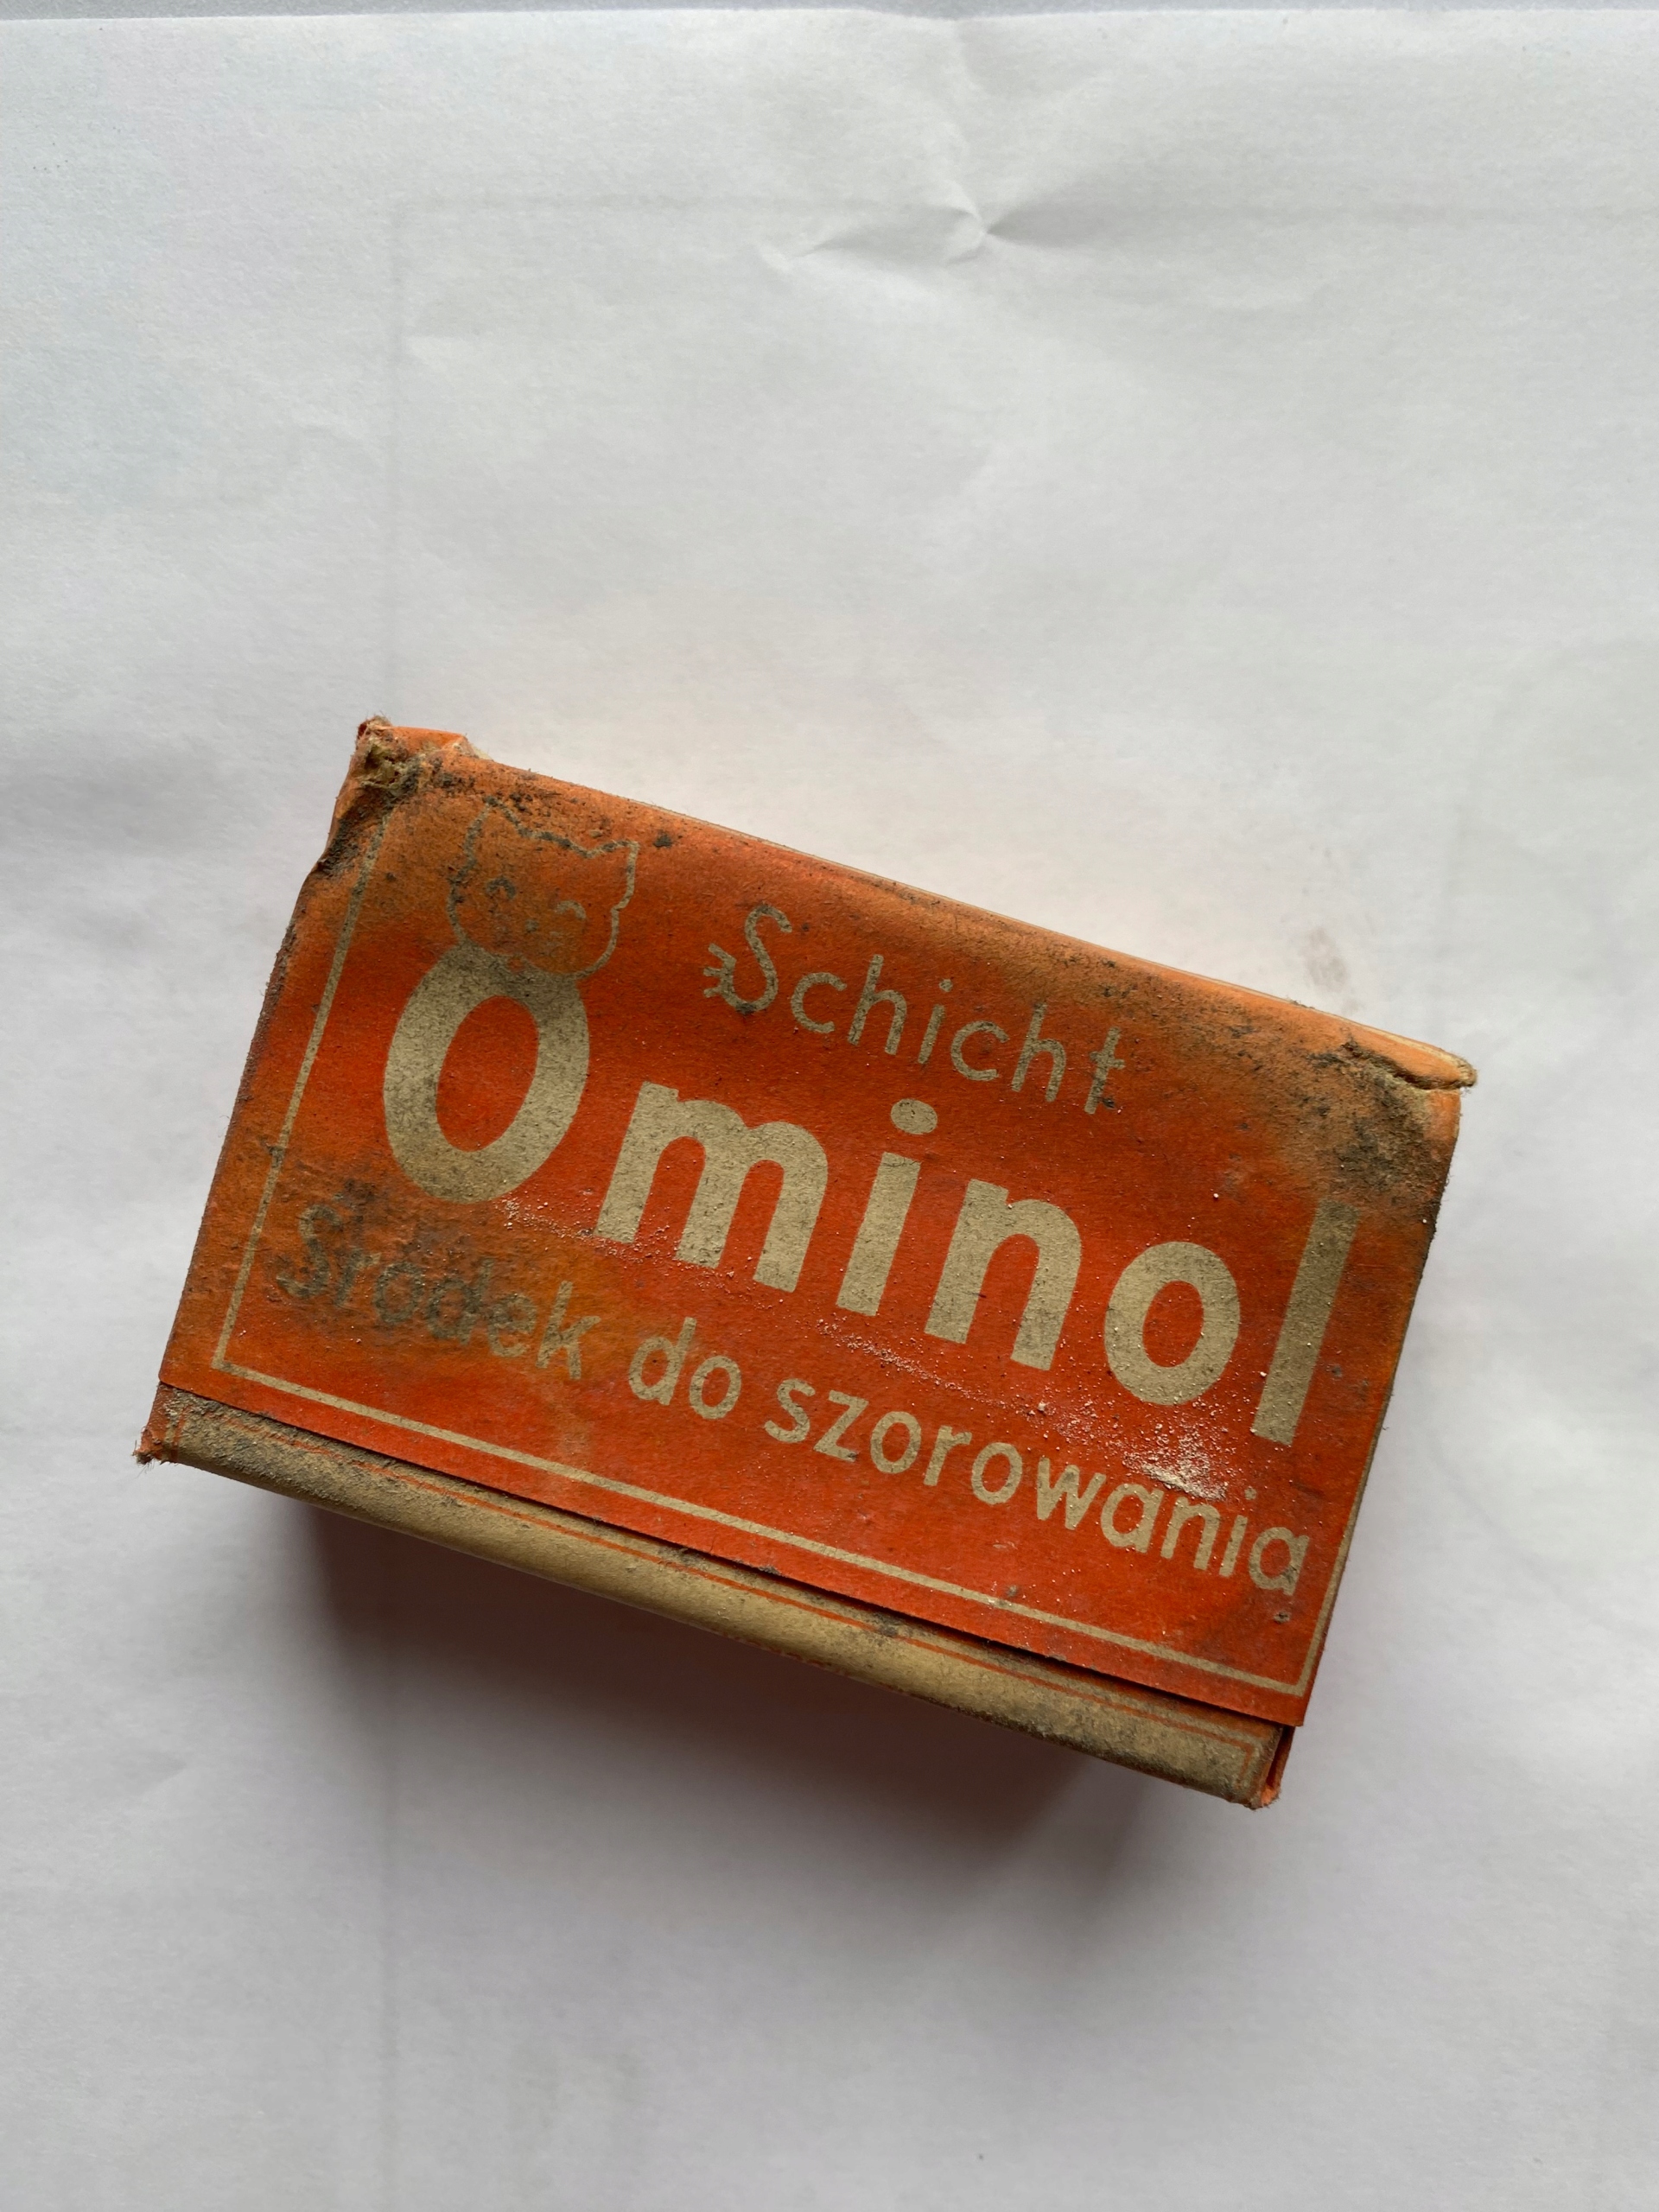 Schicht
Ominol
Środek do szorowania